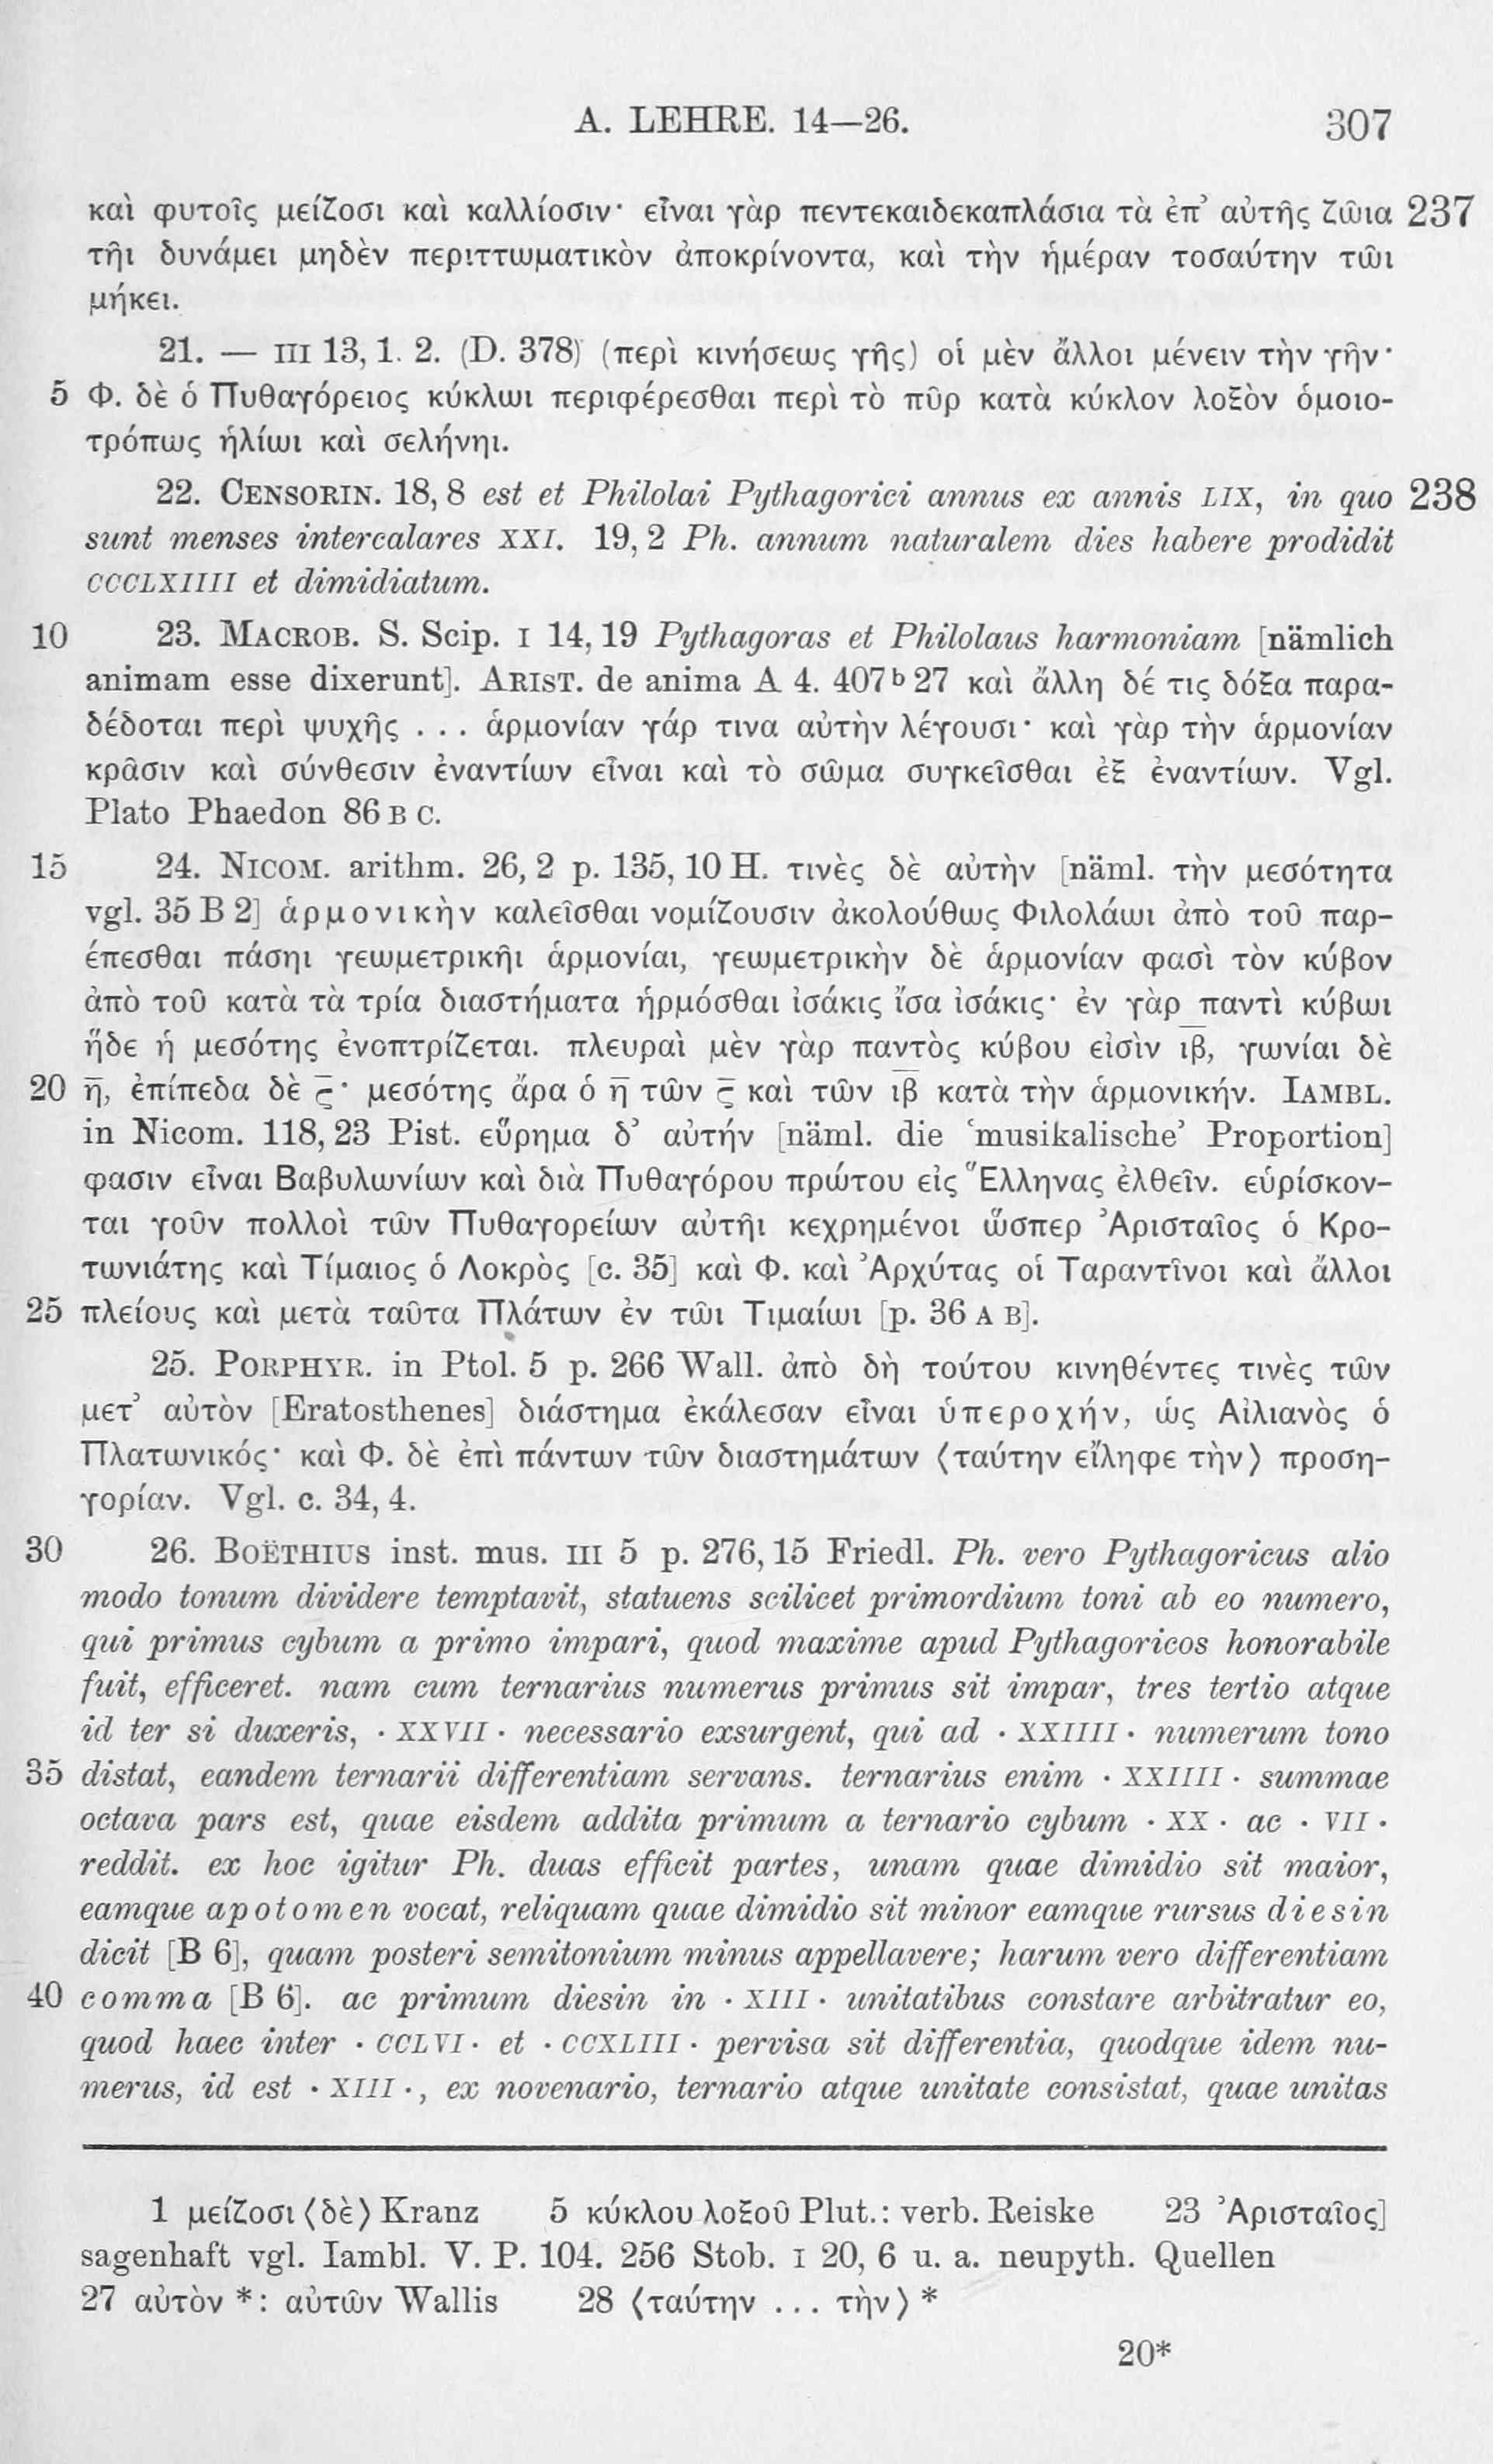 A. LEHRE. 14—26. 307
καὶ φυτοῖς μείζοσι καὶ καλλίοσιν· εἶναι γὰρ πεντεκαιδεκαπλάσια τὰ ἐπ’ αὐτῆς ζῶια 237
τῆι δυνάμει μηδὲν περιττωματικὸν ἀποκρίνοντα, καὶ τὴν ἡμέραν τοσαύτην τῶι
μήκει.
21. — III 13, 1. 2. (D. 378) (περὶ κινήσεως γῆς) οἱ μὲν ἄλλοι μένειν τὴν γῆν·
5 Φ. δὲ ὁ Πυθαγόρειος κύκλωι περιφέρεσθαι περὶ τὸ πῦρ κατὰ κύκλον λοξὸν ὁμοιο-
τρόπως ἡλίωι καὶ σελήνηι.
22. CENSORIN. 18, 8 est et Philolai Pythagorici annus ex annis LIX, in quo 238
sunt menses intercalares XXI. 19, 2 Ph. annum naturalem dies habere prodidit
CCCLXIIII et dimidiatum.
10 23. MACROB. S. Scip. I 14, 19 Pythagoras et Philolaus harmoniam [nämlich
animam esse dixerunt]. ARIST. de anima A 4. 407ᵇ 27 καὶ ἄλλη δέ τις δόξα παρα-
δέδοται περὶ ψυχῆς . . . ἁρμονίαν γάρ τινα αὐτὴν λέγουσι· καὶ γὰρ τὴν ἁρμονίαν
κρᾶσιν καὶ σύνθεσιν ἐναντίων εἶναι καὶ τὸ σῶμα συγκεῖσθαι ἐξ ἐναντίων. Vgl.
Plato Phaedon 86 B C.
15 24. NICOM. arithm. 26, 2 p. 135, 10 H. τινὲς δὲ αὐτὴν [näml. τὴν μεσότητα
vgl. 35 B 2] ἁρμονικὴν καλεῖσθαι νομίζουσιν ἀκολούθως Φιλολάωι ἀπὸ τοῦ παρ-
έπεσθαι πάσηι γεωμετρικῆι ἁρμονίαι, γεωμετρικὴν δὲ ἁρμονίαν φασὶ τὸν κύβον
ἀπὸ τοῦ κατὰ τὰ τρία διαστήματα ἡρμόσθαι ἰσάκις ἴσα ἰσάκις· ἐν γὰρ παντὶ κύβωι
ἥδε ἡ μεσότης ἐνοπτρίζεται. πλευραὶ μὲν γὰρ παντὸς κύβου εἰσὶν ι̅β̅, γωνίαι δὲ
20 η̅, ἐπίπεδα δὲ ς̅· μεσότης ἄρα ὁ η̅ τῶν ς̅ καὶ τῶν ι̅β̅ κατὰ τὴν ἁρμονικήν. IAMBL.
in Nicom. 118, 23 Pist. εὕρημα δ’ αὐτήν [näml. die ‘musikalische’ Proportion]
φασιν εἶναι Βαβυλωνίων καὶ διὰ Πυθαγόρου πρώτου εἰς Ἕλληνας ἐλθεῖν. εὑρίσκον-
ται γοῦν πολλοὶ τῶν Πυθαγορείων αὐτῆι κεχρημένοι ὥσπερ Ἀρισταῖος ὁ Κρο-
τωνιάτης καὶ Τίμαιος ὁ Λοκρὸς [c. 35] καὶ Φ. καὶ Ἀρχύτας οἱ Ταραντῖνοι καὶ ἄλλοι
25 πλείους καὶ μετὰ ταῦτα Πλάτων ἐν τῶι Τιμαίωι [p. 36 A B].
25. PORPHYR. in Ptol. 5 p. 266 Wall. ἀπὸ δὴ τούτου κινηθέντες τινὲς τῶν
μετ’ αὐτὸν [Eratosthenes] διάστημα ἐκάλεσαν εἶναι ὑπεροχήν, ὡς Αἰλιανὸς ὁ
Πλατωνικός· καὶ Φ. δὲ ἐπὶ πάντων τῶν διαστημάτων ⟨ταύτην εἴληφε τὴν⟩ προση-
γορίαν. Vgl. c. 34, 4.
30 26. BOËTHIUS inst. mus. III 5 p. 276, 15 Friedl. Ph. vero Pythagoricus alio
modo tonum dividere temptavit, statuens scilicet primordium toni ab eo numero,
qui primus cybum a primo impari, quod maxime apud Pythagoricos honorabile
fuit, efficeret. nam cum ternarius numerus primus sit impar, tres tertio atque
id ter si duxeris, · XXVII · necessario exsurgent, qui ad · XXIIII · numerum tono
35 distat, eandem ternarii differentiam servans. ternarius enim · XXIIII · summae
octava pars est, quae eisdem addita primum a ternario cybum · XX · ac · VII ·
reddit. ex hoc igitur Ph. duas efficit partes, unam quae dimidio sit maior,
eamque apotomen vocat, reliquam quae dimidio sit minor eamque rursus diesin
dicit [B 6], quam posteri semitonium minus appellavere; harum vero differentiam
40 comma [B 6]. ac primum diesin in · XIII · unitatibus constare arbitratur eo,
quod haec inter · CCLVI · et · CCXLIII · pervisa sit differentia, quodque idem nu-
merus, id est · XIII ·, ex novenario, ternario atque unitate consistat, quae unitas
1 μείζοσι ⟨δὲ⟩ Kranz 5 κύκλου λοξοῦ Plut.: verb. Reiske 23 Ἀρισταῖος]
sagenhaft vgl. Iambl. V. P. 104. 256 Stob. I 20, 6 u. a. neupyth. Quellen
27 αὐτὸν *: αὐτῶν Wallis 28 ⟨ταύτην . . . τὴν⟩ *
20*